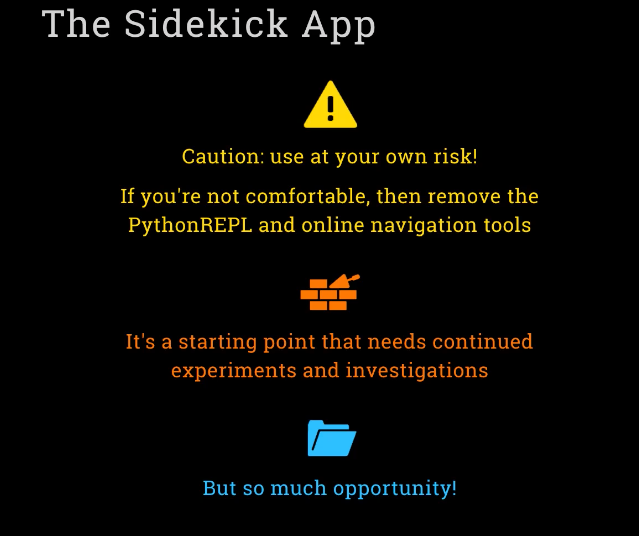 The Sidekick App
Caution: use at your own risk!
If you're not comfortable, then remove the
PythonREPL and online navigation tools
It's a starting point that needs continued
experiments and investigations
But so much opportunity!